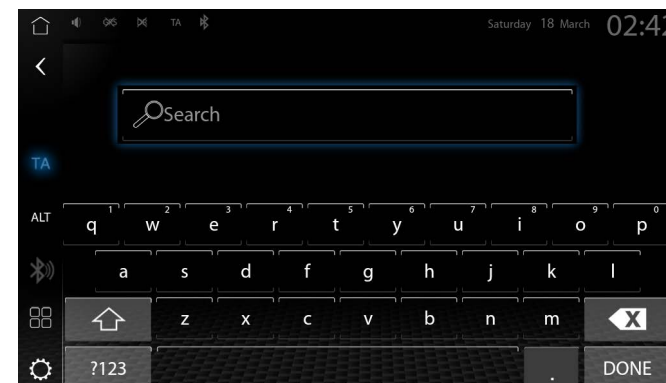 TA Saturday 18 March 02:42
Search
TA
ALT
1 2 3 4 5 6 7 8 9 0
q w e r t y u i o p
a s d f g h j k l
z x c v b n m X
?123 . DONE